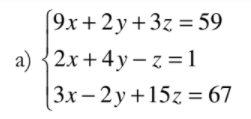 9x + 2y + 3z = 59
a) 2x + 4y – z = 1
3x – 2y + 15z = 67